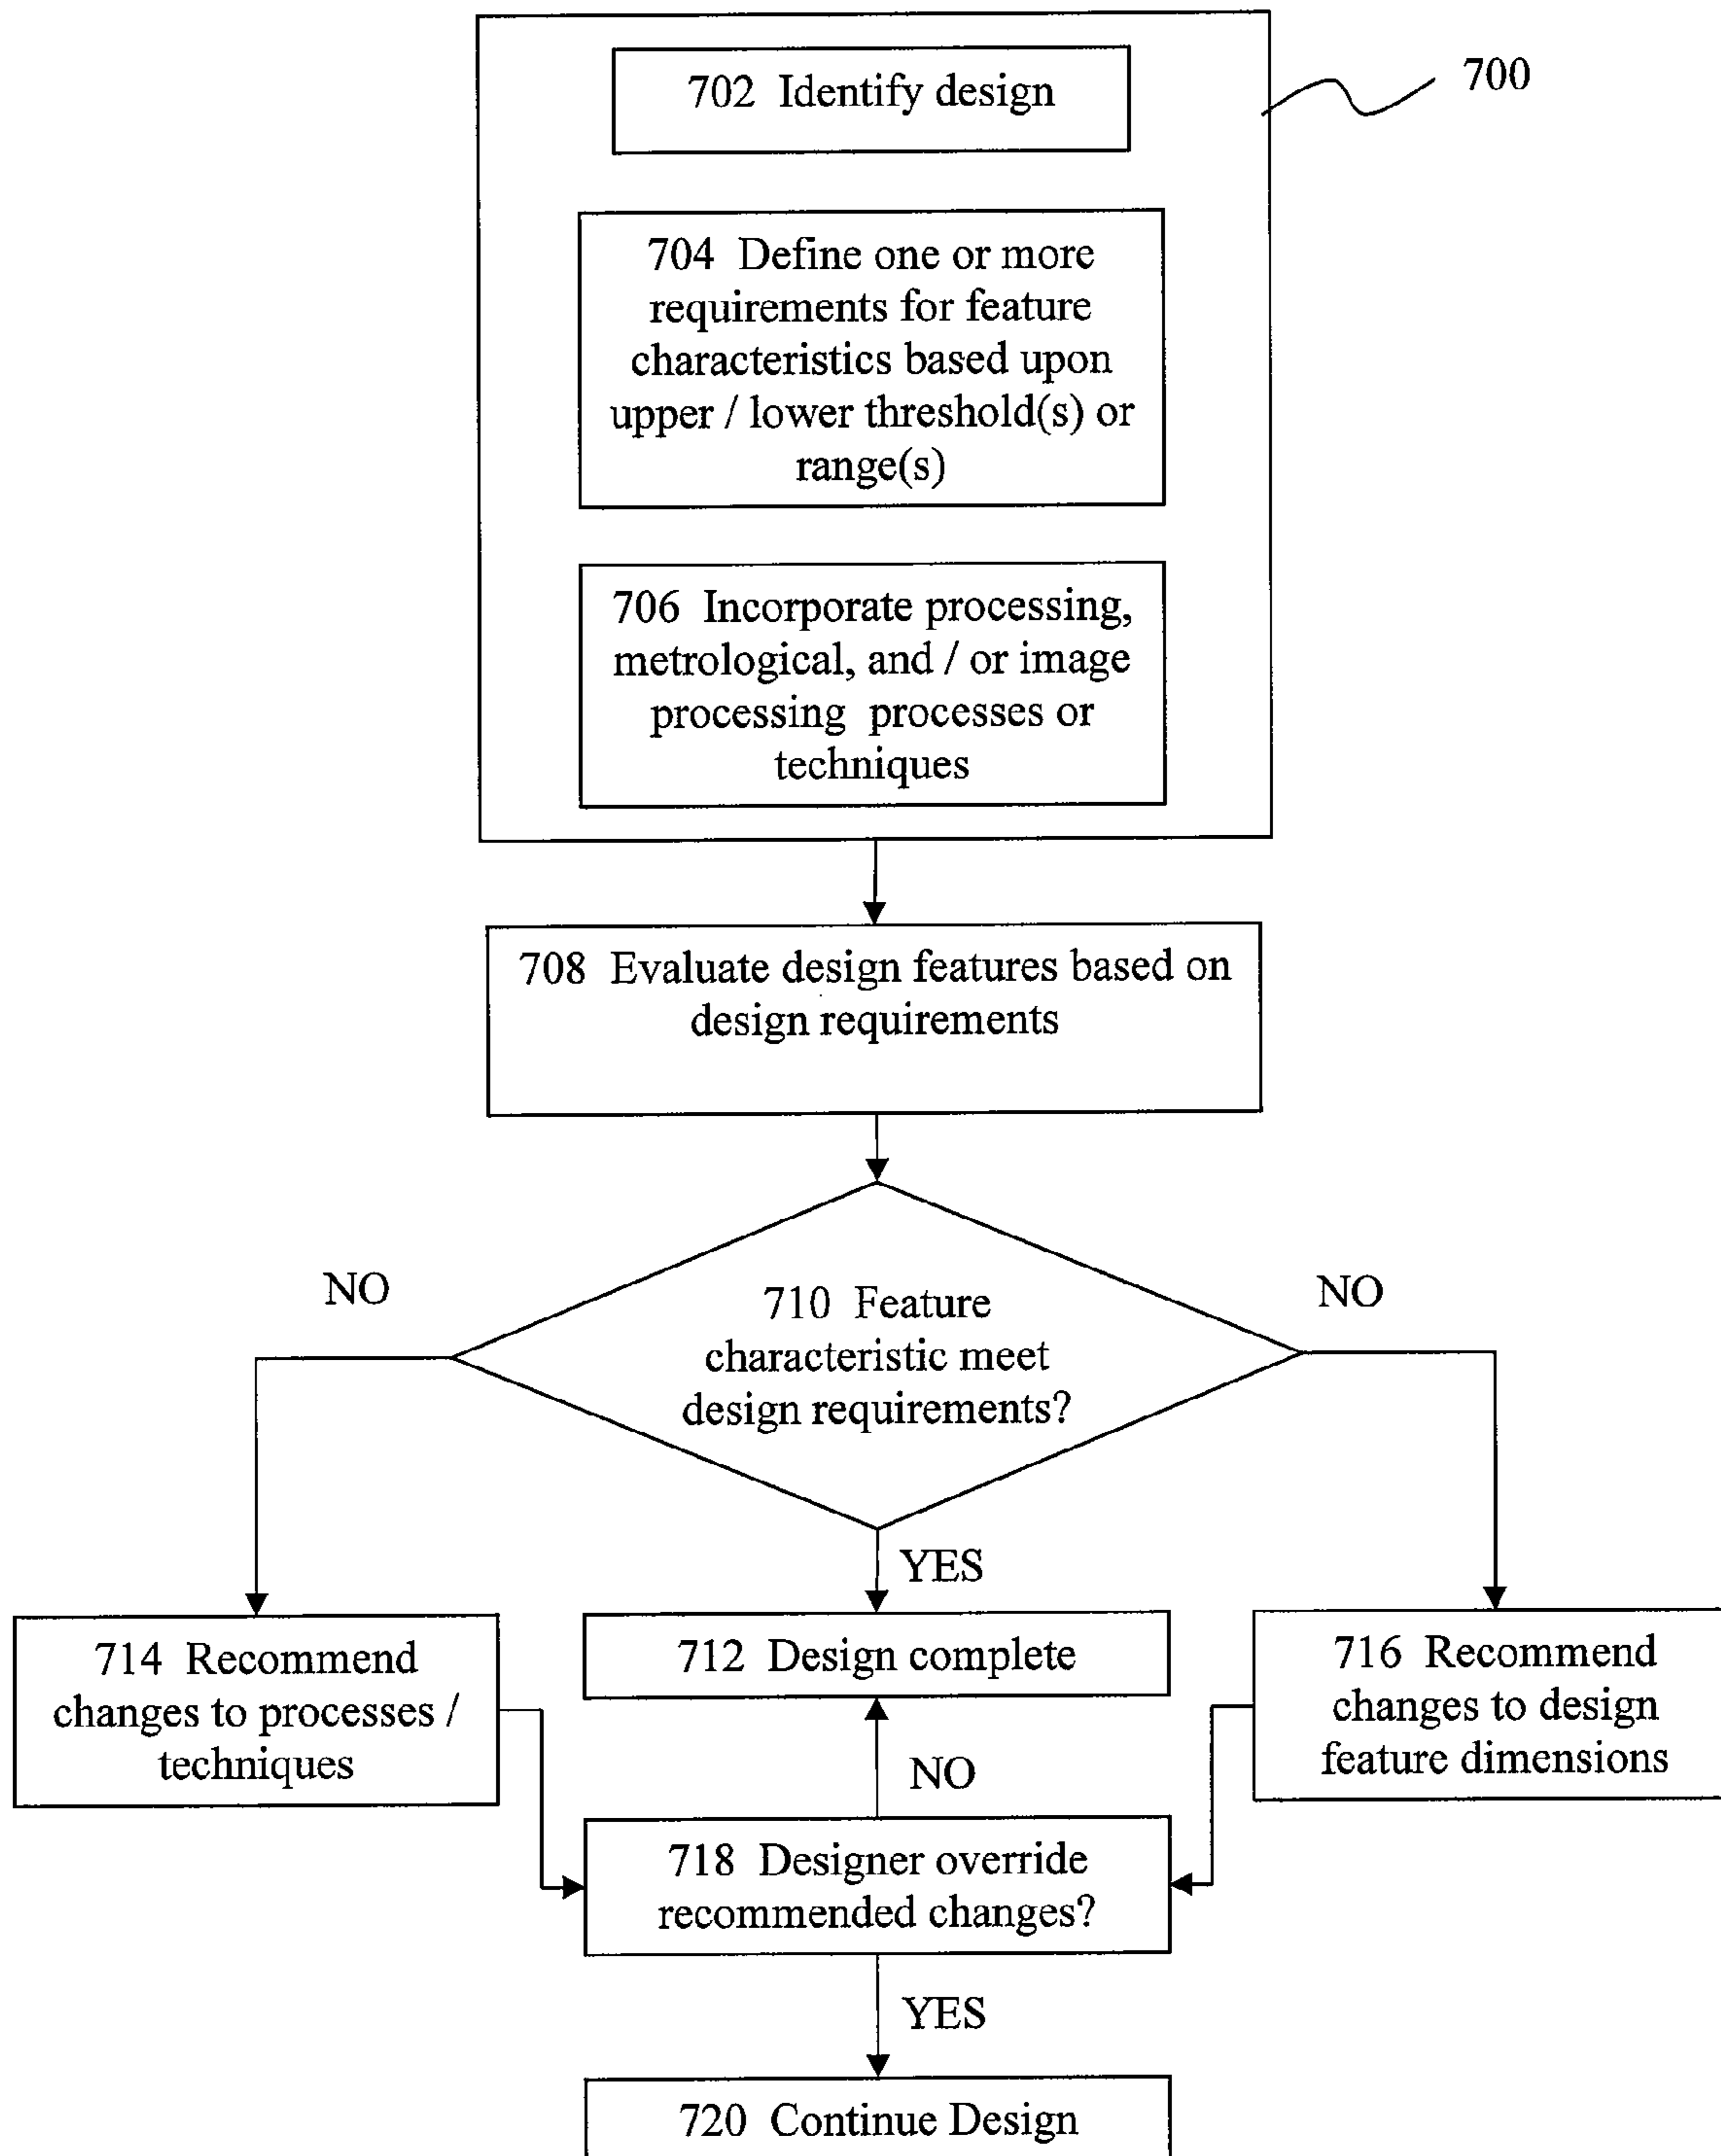 702 Identify design
700
704 Define one or more
requirements for feature
characteristics based upon
upper / lower threshold(s) or
range(s)
706 Incorporate processing,
metrological, and / or image
processing processes or
techniques
708 Evaluate design features based on
design requirements
NO
NO
710 Feature
characteristic meet
design requirements?
YES
714 Recommend
changes to processes /
techniques
712 Design complete
716 Recommend
changes to design
feature dimensions
NO
718 Designer override
recommended changes?
YES
720 Continue Design